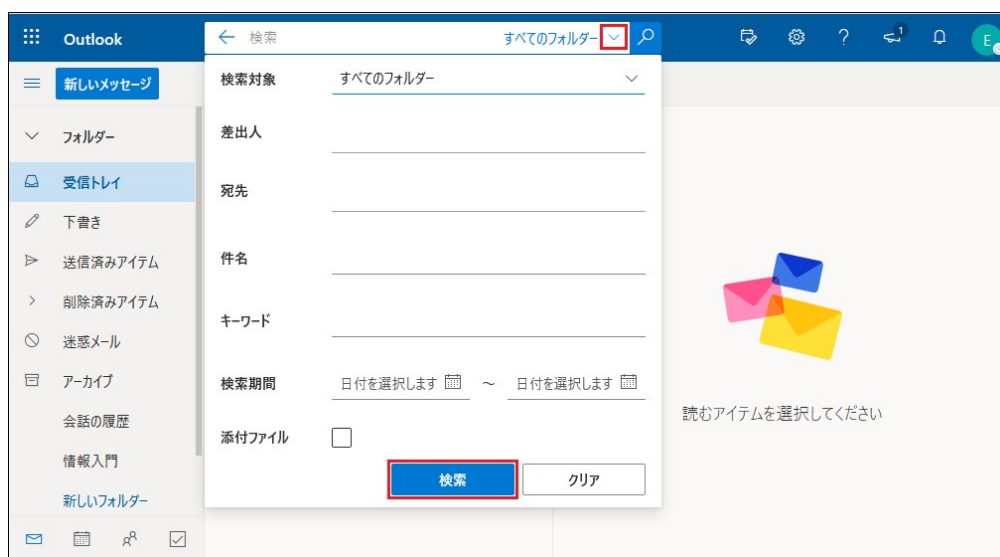 Outlook
検索
すべてのフォルダー
1
E
新しいメッセージ
フォルダー
受信トレイ
下書き
送信済みアイテム
削除済みアイテム
迷惑メール
アーカイブ
会話の履歴
情報入門
新しいフォルダー
検索対象
すべてのフォルダー
差出人
宛先
件名
キーワード
検索期間
日付を選択します ～ 日付を選択します
添付ファイル
検索
クリア
読むアイテムを選択してください